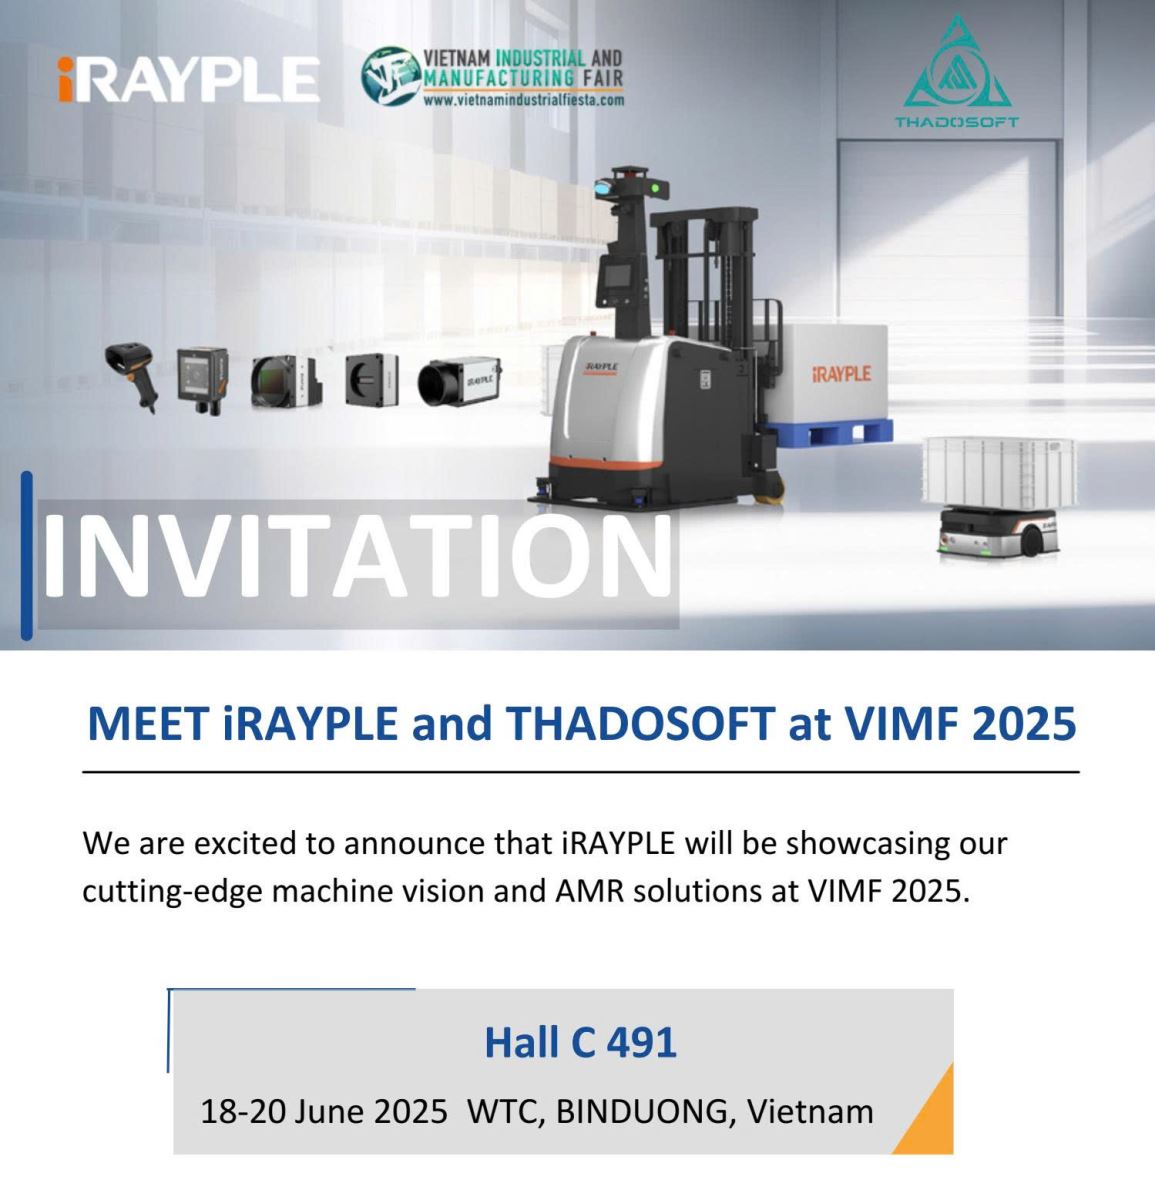 iRAYPLE
VIETNAM INDUSTRIAL AND
MANUFACTURING FAIR
www.vietnamindustrialfiesta.com
THADOSOFT
iRAYPLE
iRAYPLE
iRAYPLE
INVITATION
MEET iRAYPLE and THADOSOFT at VIMF 2025
We are excited to announce that iRAYPLE will be showcasing our
cutting-edge machine vision and AMR solutions at VIMF 2025.
Hall C 491
18-20 June 2025 WTC, BINDUONG, Vietnam